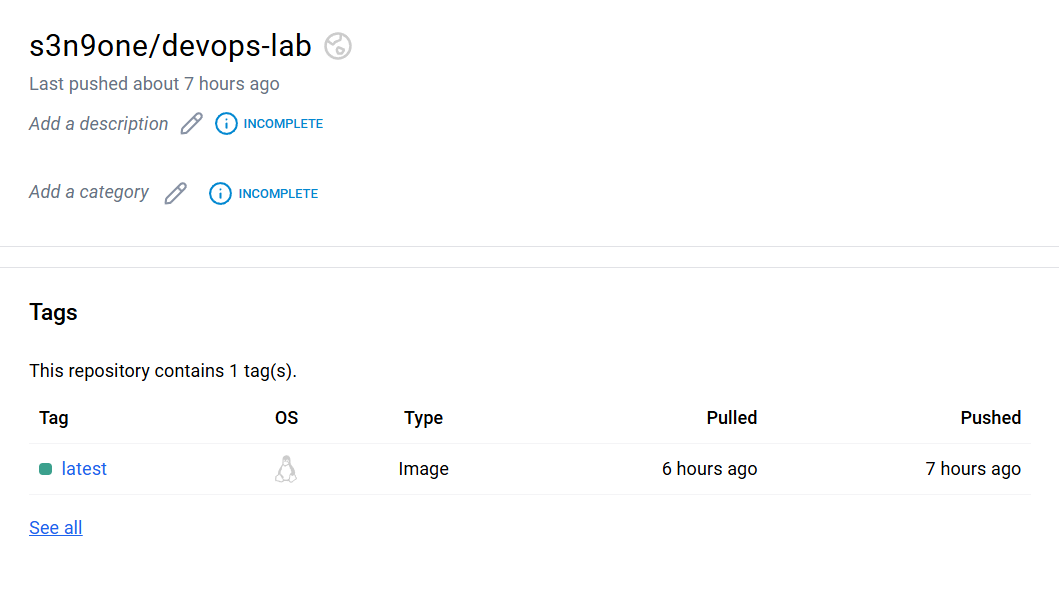 s3n9one/devops-lab
Last pushed about 7 hours ago
Add a description INCOMPLETE
Add a category INCOMPLETE
Tags
This repository contains 1 tag(s).
Tag OS Type Pulled Pushed
latest Image 6 hours ago 7 hours ago
See all